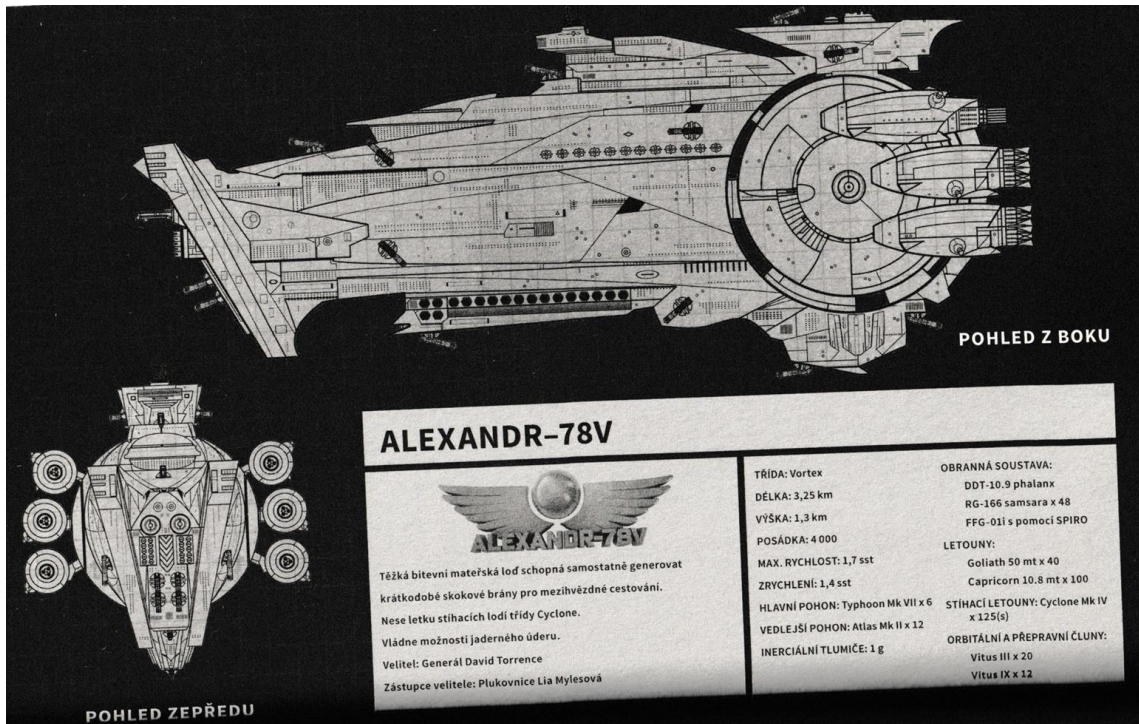 POHLED Z BOKU
POHLED ZEPŘEDU
ALEXANDR–78V
ALEXANDR–78V
Těžká bitevní mateřská loď schopná samostatně generovat
krátkodobé skokové brány pro mezihvězdné cestování.
Nese letku stíhacích lodí třídy Cyclone.
Vládne možností jaderného úderu.
Velitel: Generál David Torrence
Zástupce velitele: Plukovnice Lia Mylesová
TŘÍDA: Vortex
DÉLKA: 3,25 km
VÝŠKA: 1,3 km
POSÁDKA: 4 000
MAX. RYCHLOST: 1,7 sst
ZRYCHLENÍ: 1,4 sst
HLAVNÍ POHON: Typhoon Mk VII x 6
VEDLEJŠÍ POHON: Atlas Mk II x 12
INERCIÁLNÍ TLUMIČE: 1 g
OBRANNÁ SOUSTAVA:
DDT-10.9 phalanx
RG-166 samsara x 48
FFG-01i s pomocí SPIRO
LETOUNY:
Goliath 50 mt x 40
Capricorn 10.8 mt x 100
STÍHACÍ LETOUNY: Cyclone Mk IV
x 125(s)
ORBITÁLNÍ A PŘEPRAVNÍ ČLUNY:
Vitus III x 20
Vitus IX x 12